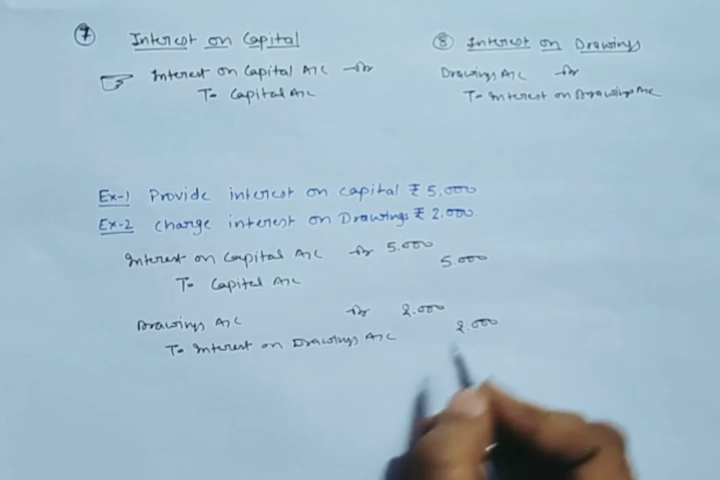 ⑦ Interest on Capital
☞ Interest on Capital A/c Dr
To Capital A/c
⑧ Interest on Drawings
Drawings A/c Dr
To Interest on Drawings A/c
Ex-1 Provide interest on capital ₹ 5,000
Ex-2 Charge interest on Drawings ₹ 2,000
Interest on Capital A/c Dr 5,000
To Capital A/c 5,000
Drawings A/c Dr 2,000
To Interest on Drawings A/c 2,000